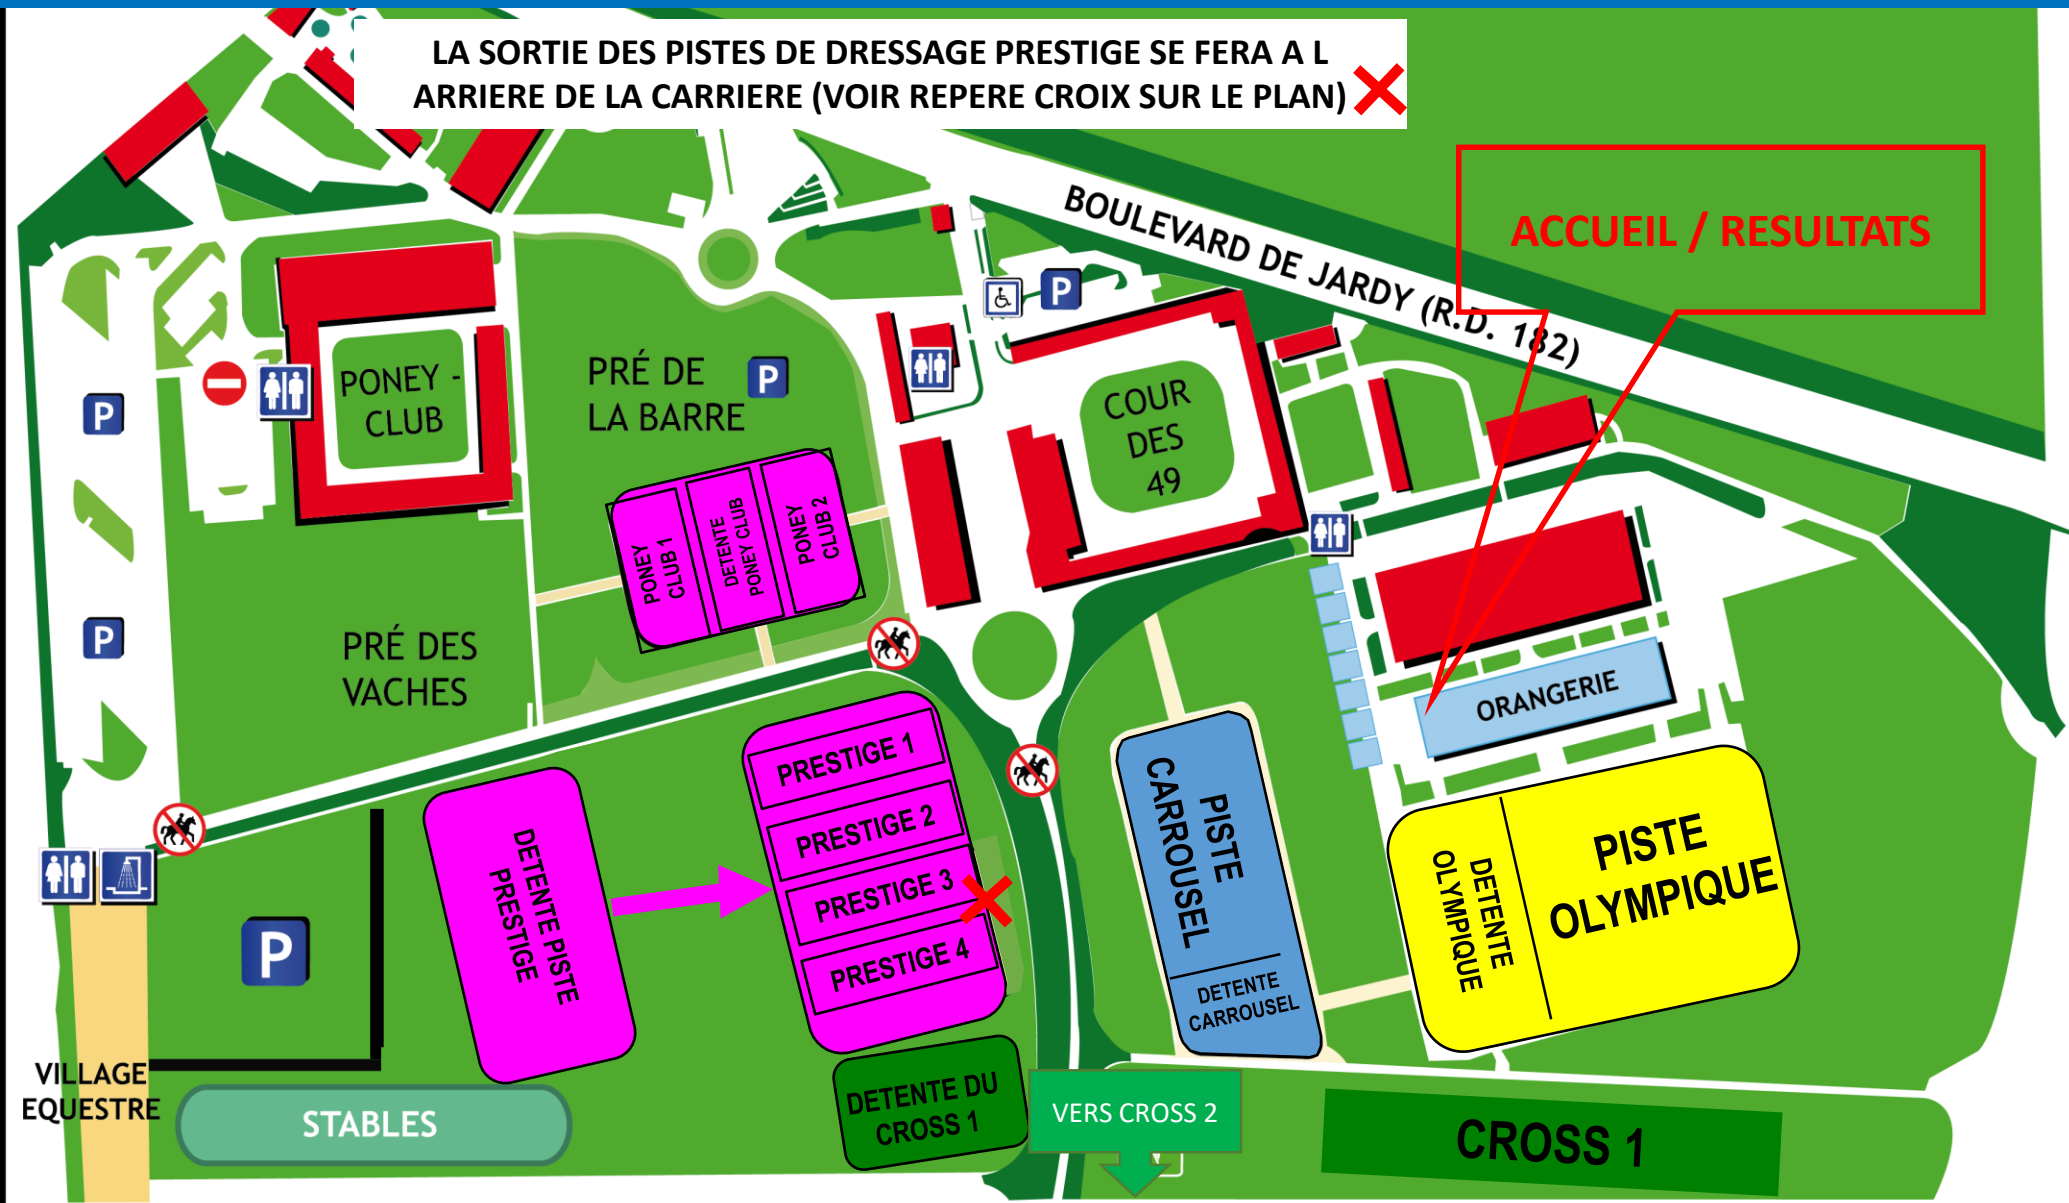 LA SORTIE DES PISTES DE DRESSAGE PRESTIGE SE FERA A L
ARRIERE DE LA CARRIERE (VOIR REPERE CROIX SUR LE PLAN)
ACCUEIL / RESULTATS
BOULEVARD DE JARDY (R.D. 182)
P
PONEY -
CLUB
PRÉ DE
LA BARRE
P
COUR
DES
49
P
PONEY
CLUB 1
DETENTE
PONEY CLUB
PONEY
CLUB 2
P
PRÉ DES
VACHES
ORANGERIE
PRESTIGE 1
PRESTIGE 2
PRESTIGE 3
PRESTIGE 4
DETENTE PISTE
PRESTIGE
PISTE
CARROUSEL
DETENTE
CARROUSEL
DETENTE
OLYMPIQUE
PISTE
OLYMPIQUE
P
VILLAGE
EQUESTRE
STABLES
DETENTE DU
CROSS 1
VERS CROSS 2
CROSS 1